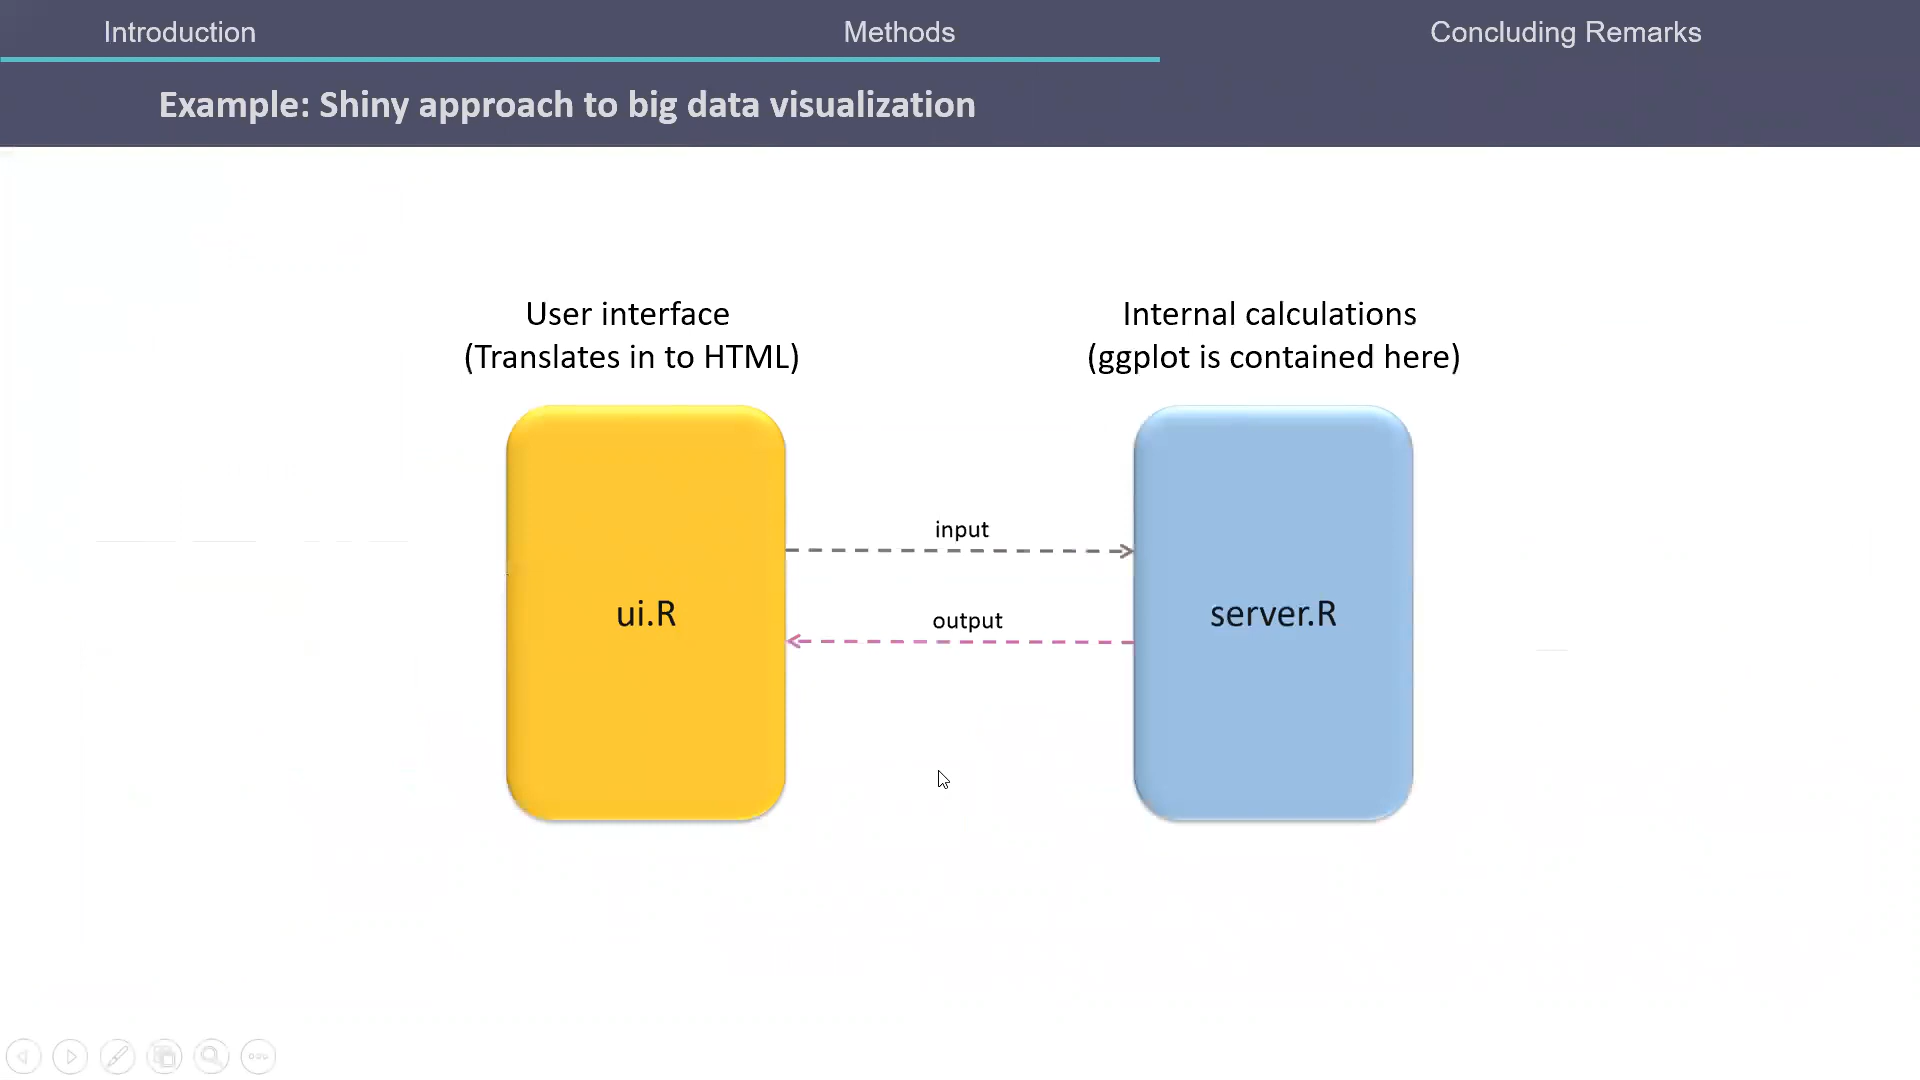 Introduction
Methods
Concluding Remarks
Example: Shiny approach to big data visualization
User interface
(Translates in to HTML)
Internal calculations
(ggplot is contained here)
input
ui.R
server.R
output